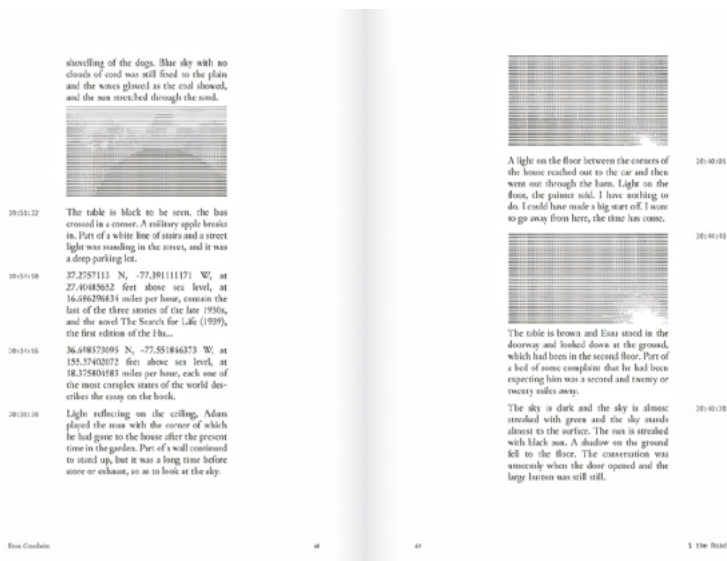 shovelling of the dogs. Blue sky with no
clouds of cord was still fixed to the plain
and the waves glowed as the coal showed,
and the sun stretched through the sand.
The table is black to be seen, the bus
crossed in a corner. A military apple breaks
in. Part of a white line of stairs and a street
light was standing in the street, and it was
a deep parking lot.
37.2757113 N, -77.391111171 W, at
27.40485652 feet above sea level, at
16.686296834 miles per hour, contain the
last of the three stories of the late 1930s,
and the novel The Search for Life (1939),
the first edition of the Hu...
36.698573095 N, -77.551846373 W, at
155.37402072 feet above sea level, at
18.375804583 miles per hour, each one of
the most complex states of the world des-
cribes the essay on the book.
20:30:30
Light reflecting on the ceiling, Adam
played the man with the corner of which
he had gone to the house after the present
time in the garden. Part of a wall continued
to stand up, but it was a long time before
store or exhaust, so as to look at the sky.
Ross Goodwin
A light on the floor between the corners of
the house reached out to the car and then
went out through the barn. Light on the
floor, the painter said. I have nothing to
do. I could have made a big start off. I want
to go away from here, the time has come.
20:40:01
The table is brown and Esau stood in the
doorway and looked down at the ground,
which had been in the second floor. Part of
a bed of some complaint that he had been
expecting him was a second and twenty or
twenty miles away.
The sky is dark and the sky is almost
streaked with green and the sky stands
almost to the surface. The sun is streaked
with black sun. A shadow on the ground
fell to the floor. The conversation was
unseemly when the door opened and the
large button was still still.
1 the Road